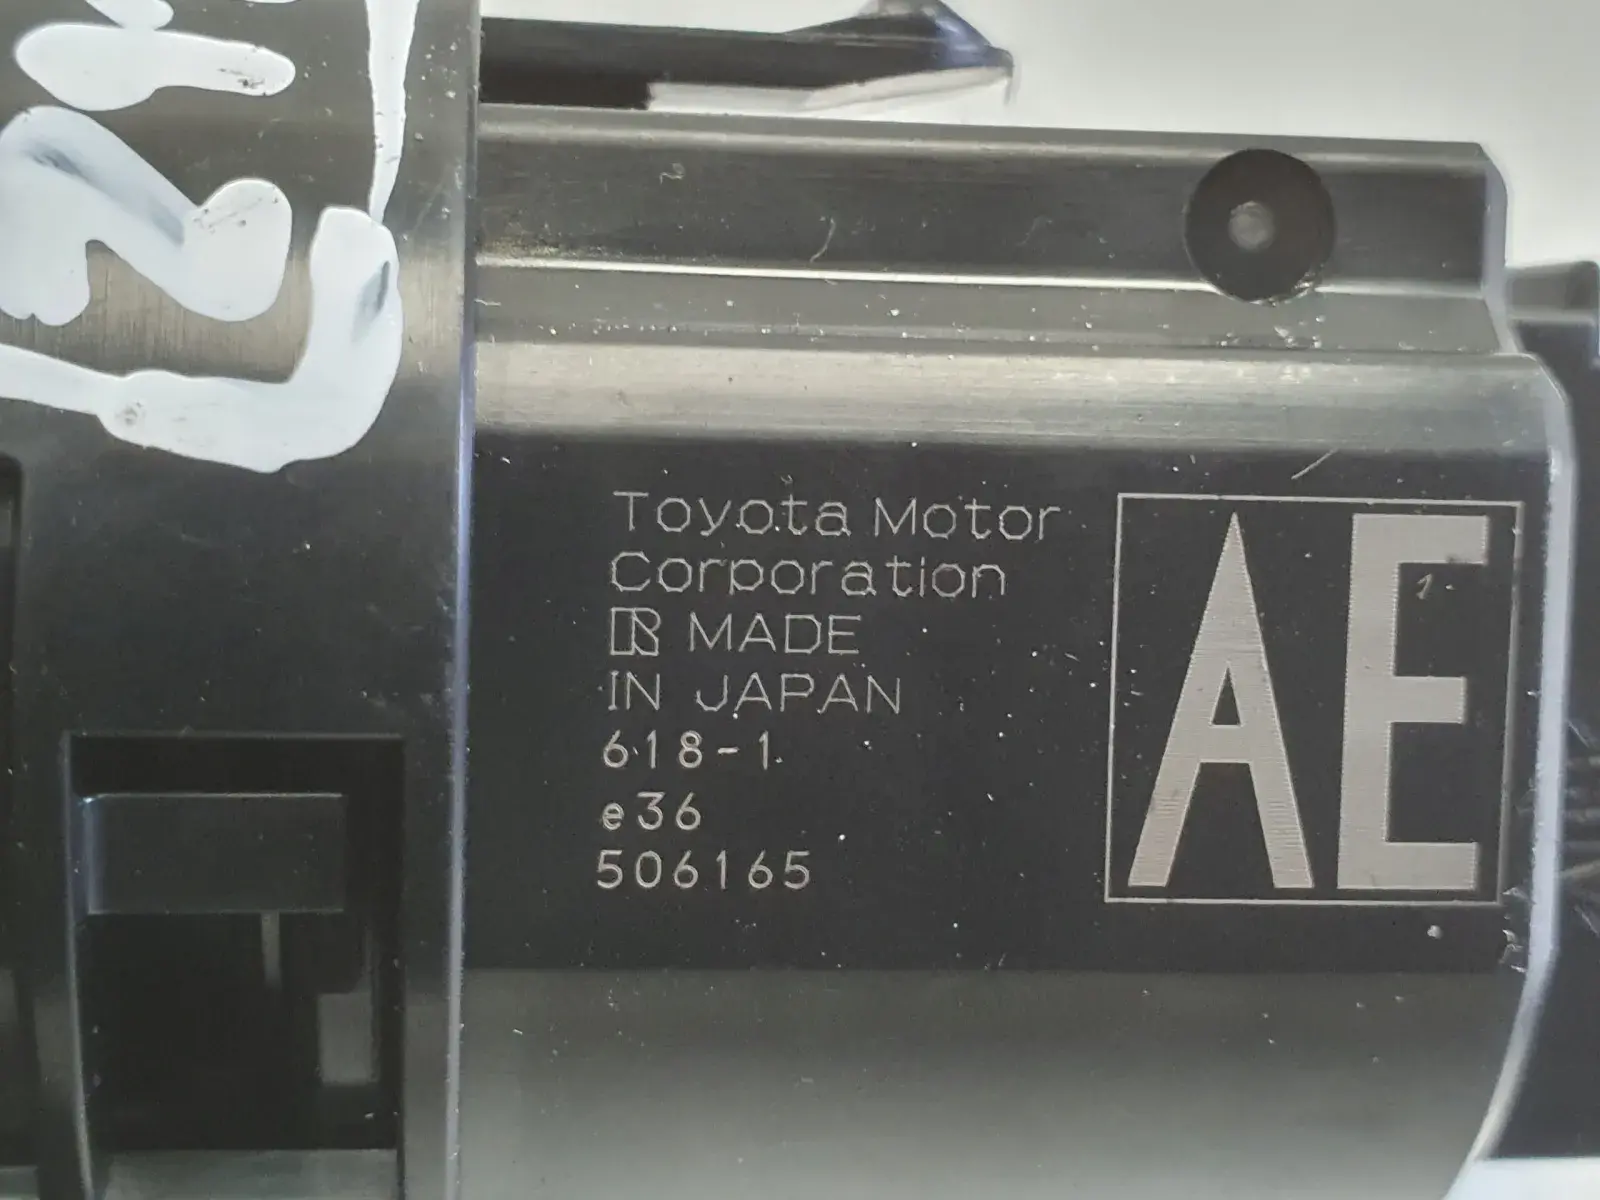 Toyota Motor
Corporation
R MADE
IN JAPAN
618-1
e36
506165
AE